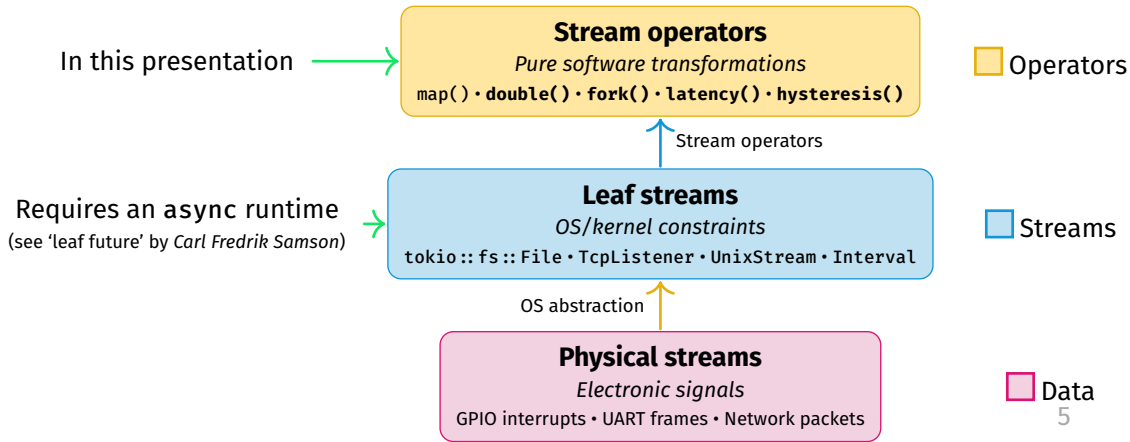 Stream operators
In this presentation
Pure software transformations
Operators
map() • double() • fork() • latency() • hysteresis()
Stream operators
Leaf streams
Requires an async runtime
OS/kernel constraints
Streams
(see ‘leaf future’ by Carl Fredrik Samson)
tokio::fs::File • TcpListener • UnixStream • Interval
OS abstraction
Physical streams
Electronic signals
Data
GPIO interrupts • UART frames • Network packets
5